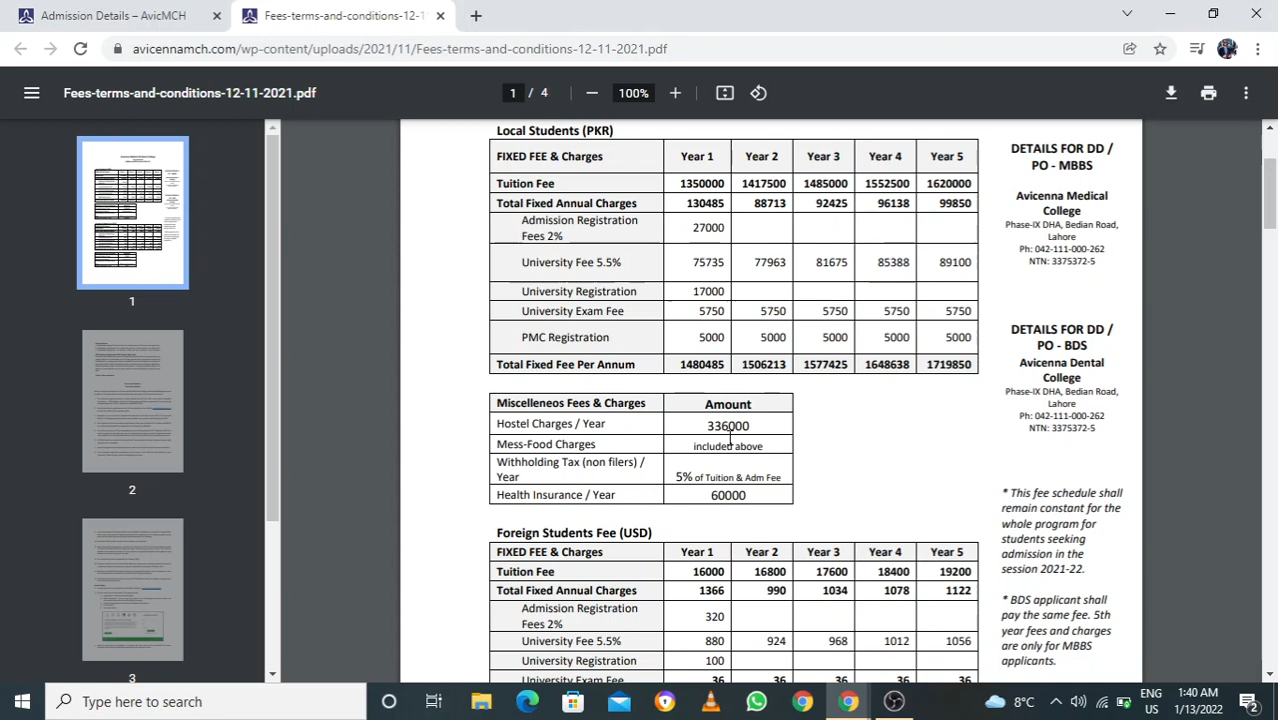 Admission Details – AvicMCH
Fees-terms-and-conditions-12-1
avicennamch.com/wp-content/uploads/2021/11/Fees-terms-and-conditions-12-11-2021.pdf
Fees-terms-and-conditions-12-11-2021.pdf
1 / 4
100%
1
2
3
Local Students (PKR)
FIXED FEE & Charges Year 1 Year 2 Year 3 Year 4 Year 5
Tuition Fee 1350000 1417500 1485000 1552500 1620000
Total Fixed Annual Charges 130485 88713 92425 96138 99850
Admission Registration
Fees 2% 27000
University Fee 5.5% 75735 77963 81675 85388 89100
University Registration 17000
University Exam Fee 5750 5750 5750 5750 5750
PMC Registration 5000 5000 5000 5000 5000
Total Fixed Fee Per Annum 1480485 1506213 1577425 1648638 1719850
Miscelleneos Fees & Charges Amount
Hostel Charges / Year 336000
Mess-Food Charges included above
Withholding Tax (non filers) /
Year 5% of Tuition & Adm Fee
Health Insurance / Year 60000
Foreign Students Fee (USD)
FIXED FEE & Charges Year 1 Year 2 Year 3 Year 4 Year 5
Tuition Fee 16000 16800 17600 18400 19200
Total Fixed Annual Charges 1366 990 1034 1078 1122
Admission Registration
Fees 2% 320
University Fee 5.5% 880 924 968 1012 1056
University Registration 100
University Exam Fee 36 36 36 36 36
DETAILS FOR DD /
PO - MBBS
Avicenna Medical
College
Phase-IX DHA, Bedian Road,
Lahore
Ph: 042-111-000-262
NTN: 3375372-5
DETAILS FOR DD /
PO - BDS
Avicenna Dental
College
Phase-IX DHA, Bedian Road,
Lahore
Ph: 042-111-000-262
NTN: 3375372-5
* This fee schedule shall
remain constant for the
whole program for
students seeking
admission in the
session 2021-22.
* BDS applicant shall
pay the same fee. 5th
year fees and charges
are only for MBBS
applicants.
Type here to search
8°C
ENG
US
1:40 AM
1/13/2022
2